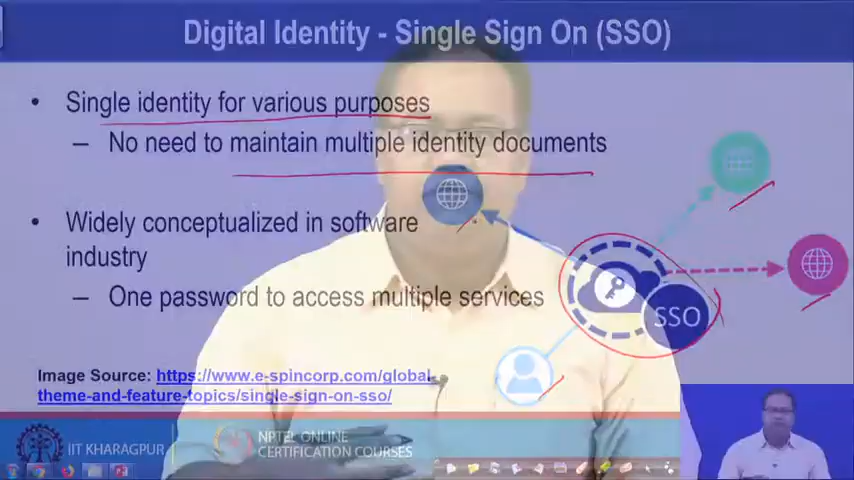 Digital Identity - Single Sign On (SSO)
• Single identity for various purposes
– No need to maintain multiple identity documents
• Widely conceptualized in software
industry
– One password to access multiple services
SSO
Image Source: https://www.e-spincorp.com/global-
theme-and-feature-topics/single-sign-on-sso/
IIT KHARAGPUR
NPTEL ONLINE
CERTIFICATION COURSES